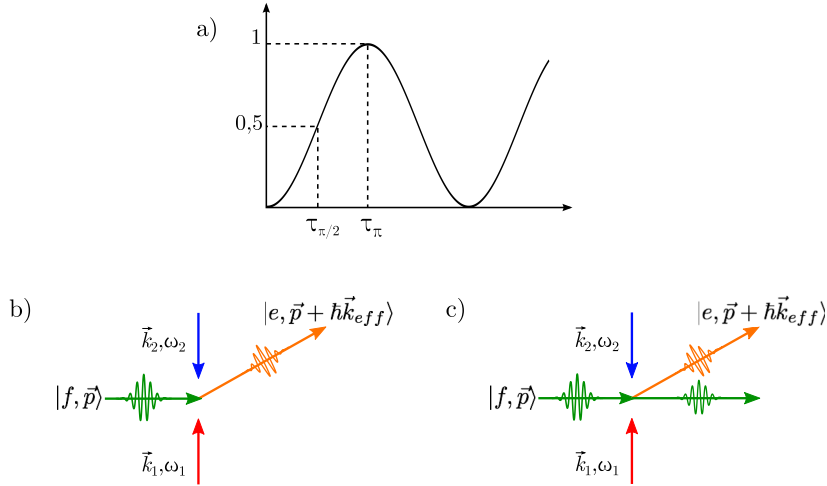 a)
1
0,5
τπ/2
τπ
b)
|e, p⃗ + ħk⃗eff⟩
k⃗2,ω2
|f, p⃗⟩
k⃗1,ω1
c)
|e, p⃗ + ħk⃗eff⟩
k⃗2,ω2
|f, p⃗⟩
k⃗1,ω1